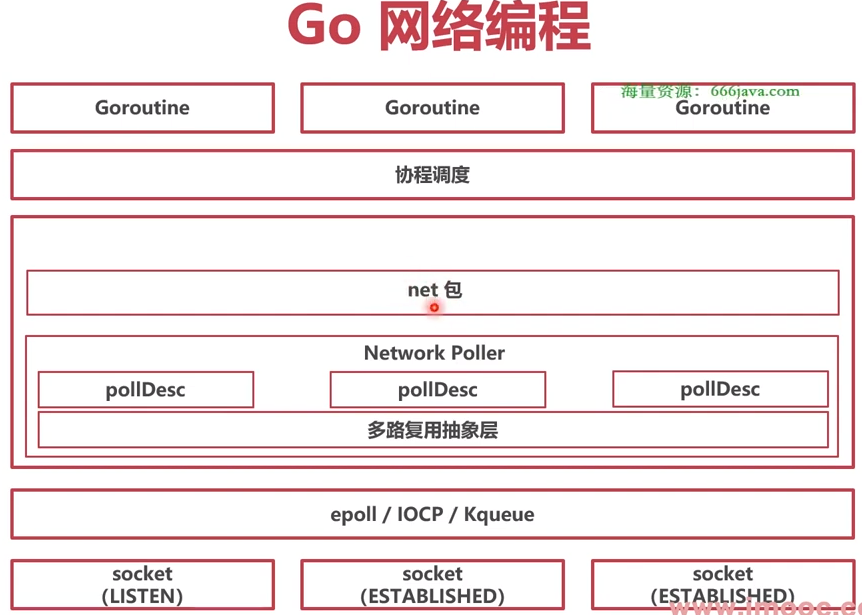 Go 网络编程
海量资源：666java.com
Goroutine
Goroutine
Goroutine
协程调度
net 包
Network Poller
pollDesc
pollDesc
pollDesc
多路复用抽象层
epoll / IOCP / Kqueue
socket
(LISTEN)
socket
(ESTABLISHED)
socket
(ESTABLISHED)